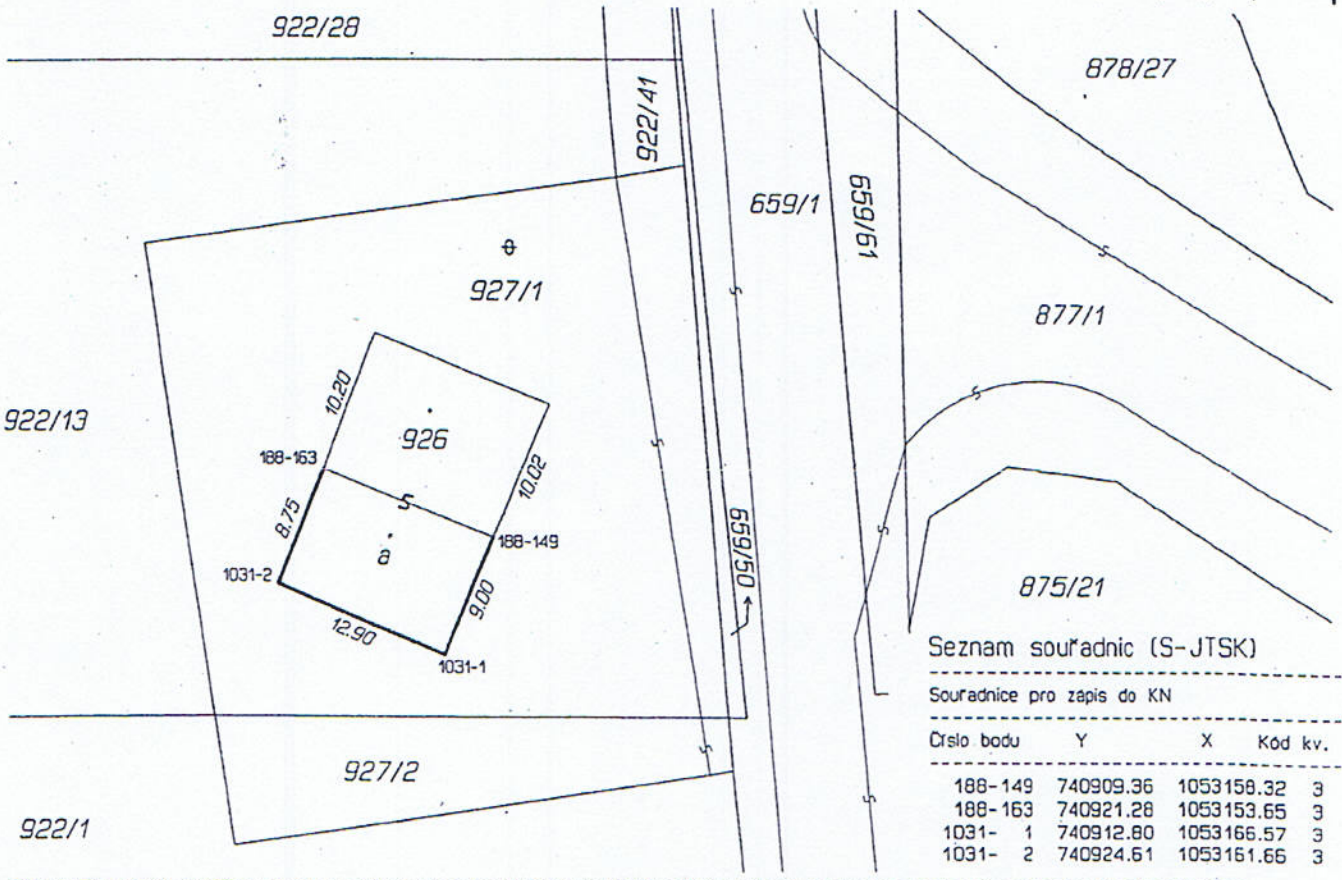 922/28
878/27
922/41
659/1
659/61
927/1
877/1
10.20
922/13
926
188-163
10.02
8.75
659/50
188-149
a
1031-2
875/21
9.00
12.90
1031-1
Seznam souřadnic (S-JTSK)
Souřadnice pro zápis do KN
Číslo bodu Y X Kód kv.
188-149 740909.36 1053158.32 3
188-163 740921.28 1053153.65 3
1031- 1 740912.80 1053166.57 3
1031- 2 740924.61 1053161.66 3
927/2
922/1